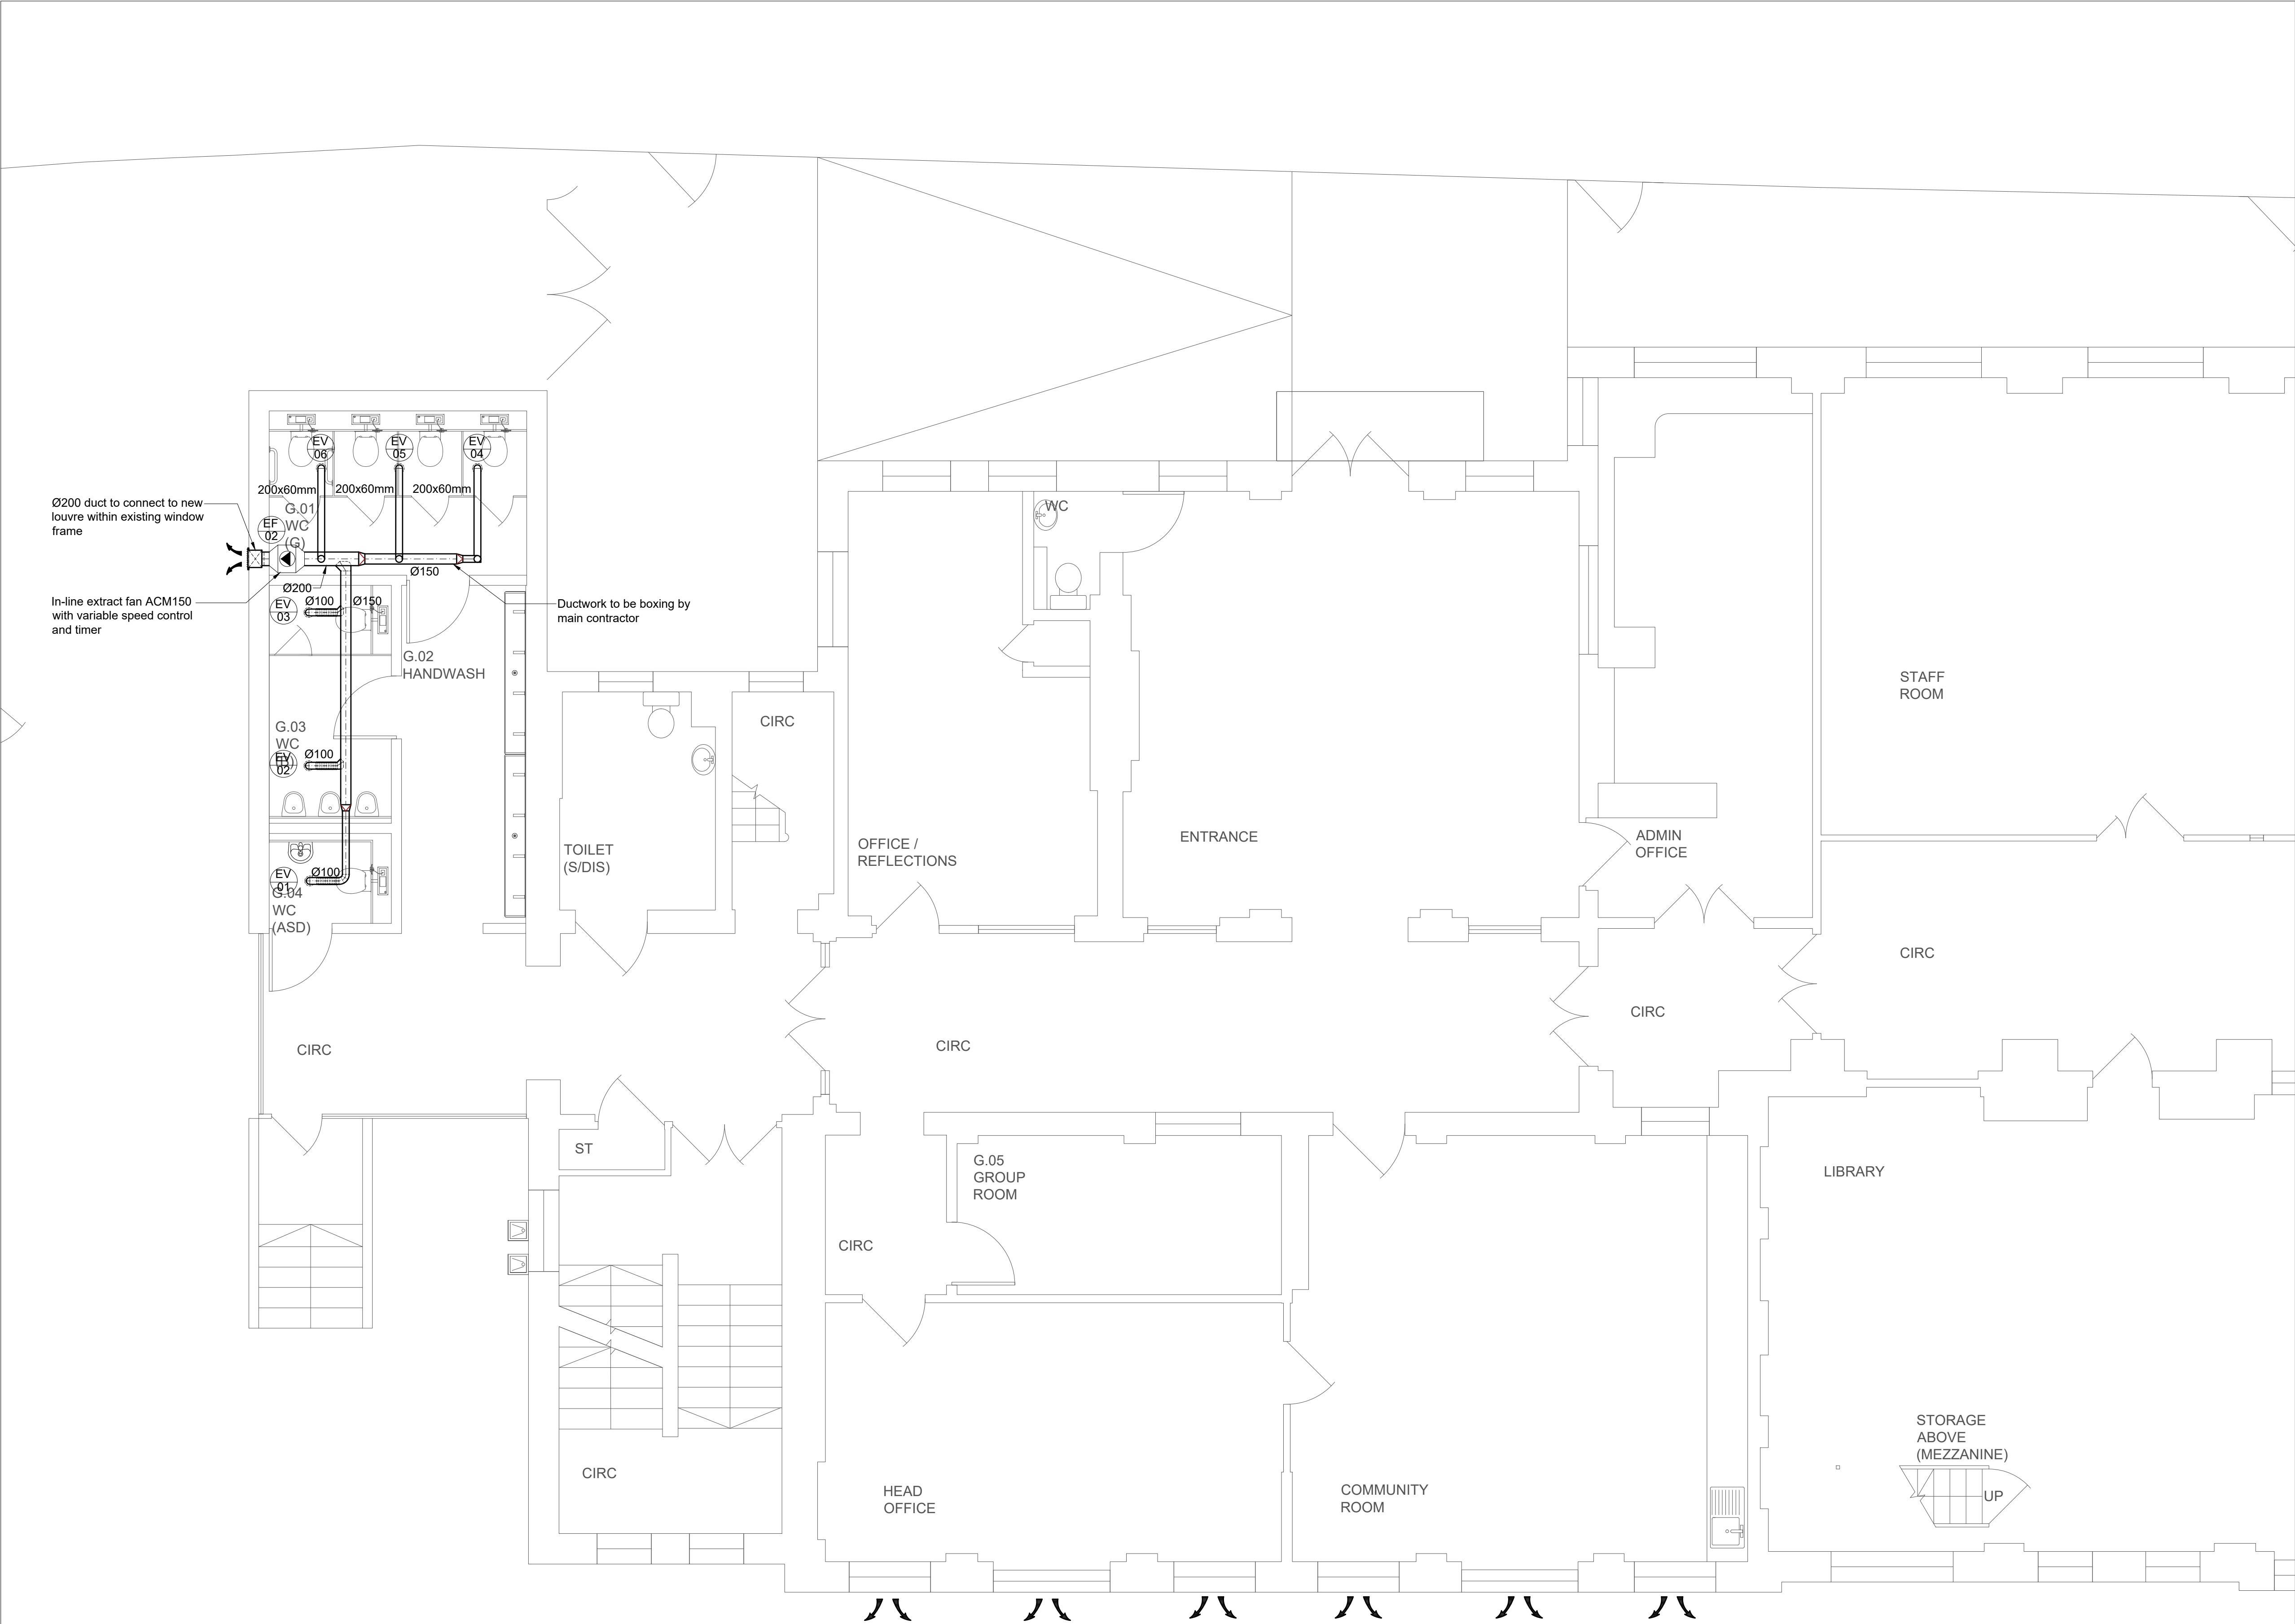 EV
06
EV
05
EV
04
200x60mm
200x60mm
200x60mm
Ø200 duct to connect to new
louvre within existing window
frame
G.01
WC
(G)
EF
02
Ø150
Ø200
In-line extract fan ACM150
with variable speed control
and timer
EV
03
Ø100
Ø150
Ductwork to be boxing by
main contractor
G.02
HANDWASH
G.03
WC
EV
02
Ø100
EV
01
Ø100
G.04
WC
(ASD)
TOILET
(S/DIS)
CIRC
WC
OFFICE /
REFLECTIONS
ENTRANCE
ADMIN
OFFICE
STAFF
ROOM
CIRC
CIRC
CIRC
CIRC
ST
G.05
GROUP
ROOM
CIRC
LIBRARY
CIRC
HEAD
OFFICE
COMMUNITY
ROOM
STORAGE
ABOVE
(MEZZANINE)
UP